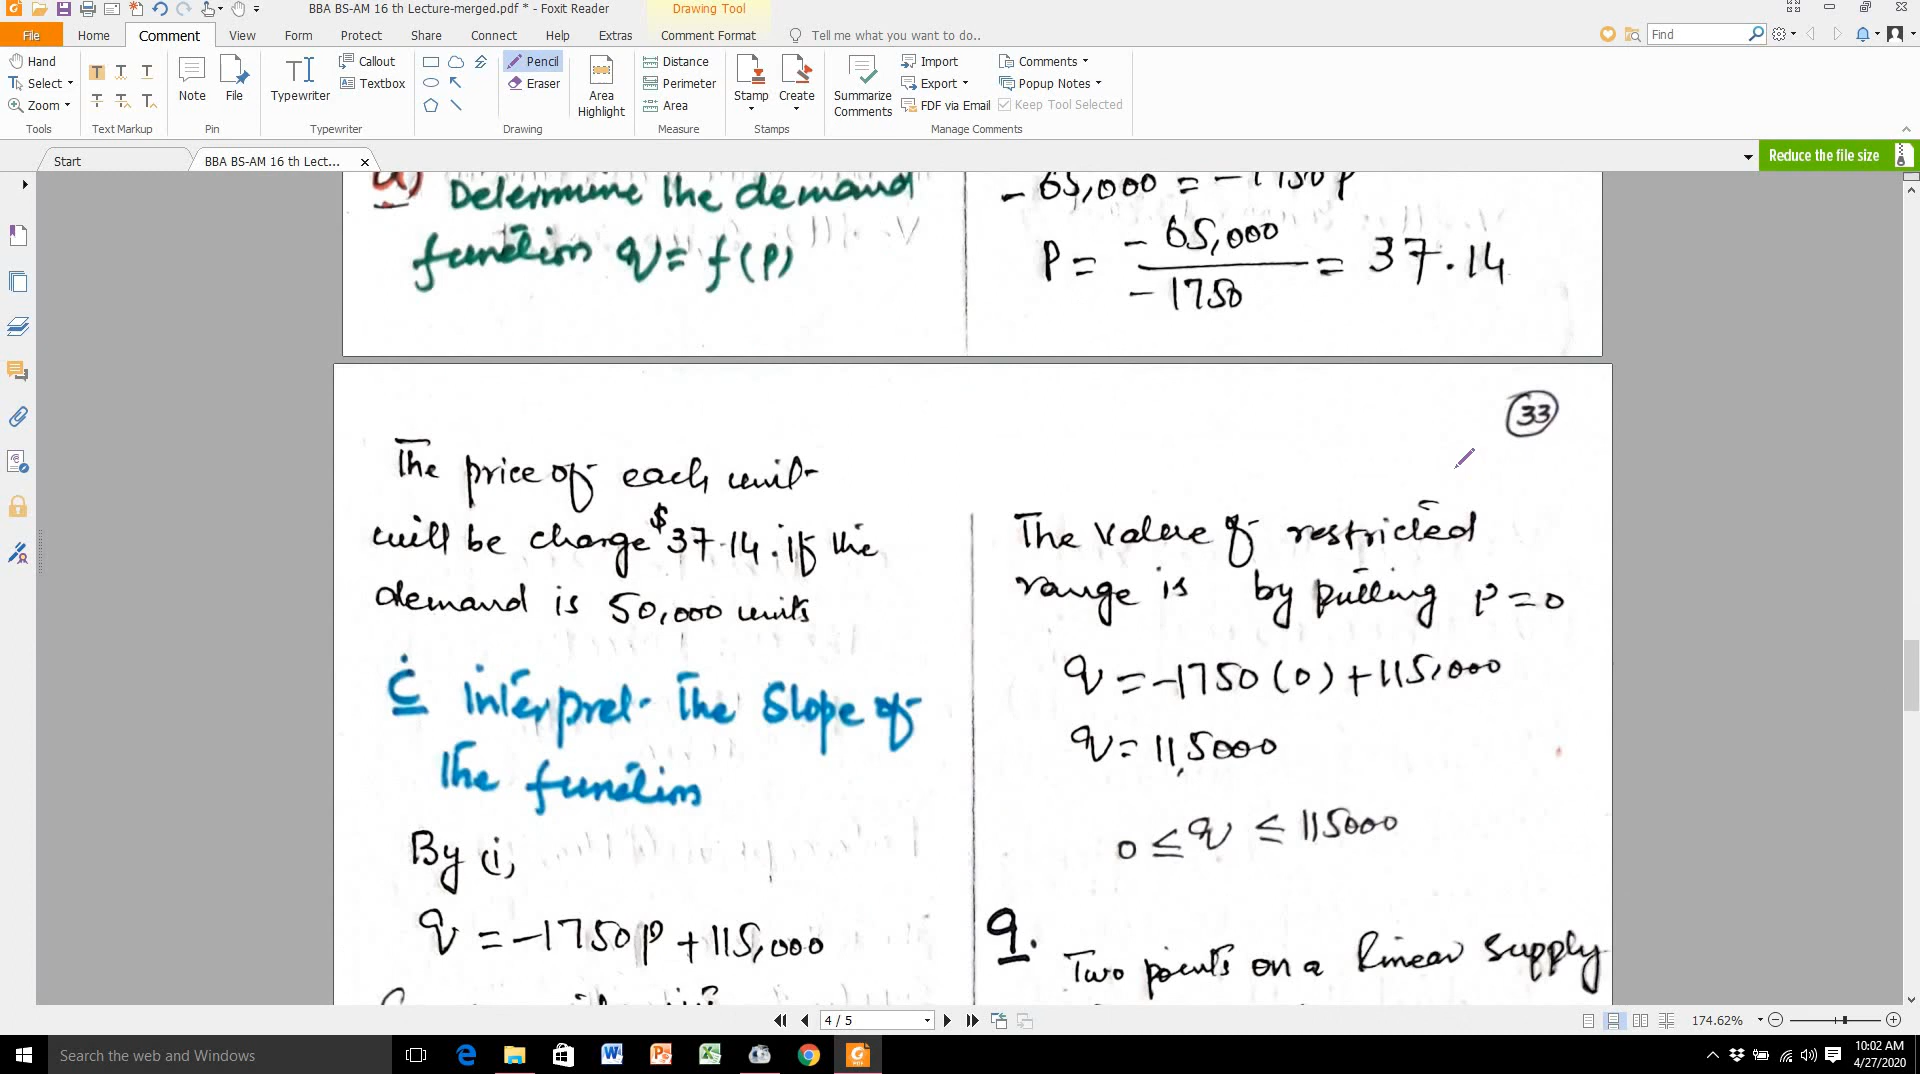 BBA BS-AM 16 th Lecture-merged.pdf * - Foxit Reader
Drawing Tool
File Home Comment View Form Protect Share Connect Help Extras Comment Format Tell me what you want to do.. Find
Hand
Select
Zoom
Tools
Text Markup
Note
File
Pin
Typewriter
Callout
Textbox
Typewriter
Pencil
Eraser
Drawing
Area
Highlight
Distance
Perimeter
Area
Measure
Stamp
Create
Stamps
Summarize
Comments
Import
Export
FDF via Email
Comments
Popup Notes
Keep Tool Selected
Manage Comments
Start
BBA BS-AM 16 th Lect...
Reduce the file size
a) Determine the demand
function q = f(P)
- 65,000 = - 1750 P
P = - 65,000 / - 1750 = 37.14
33
The price of each unit
will be charge $37.14. if the
demand is 50,000 units
C interpret the slope of
the function
By (i,
q = -1750P + 115,000
The value of restricted
range is by putting P = 0
q = -1750 (0) + 115,000
q = 11,5000
0 ≤ q ≤ 115000
9.
Two points on a linear supply
4 / 5
174.62%
Search the web and Windows
10:02 AM
4/27/2020